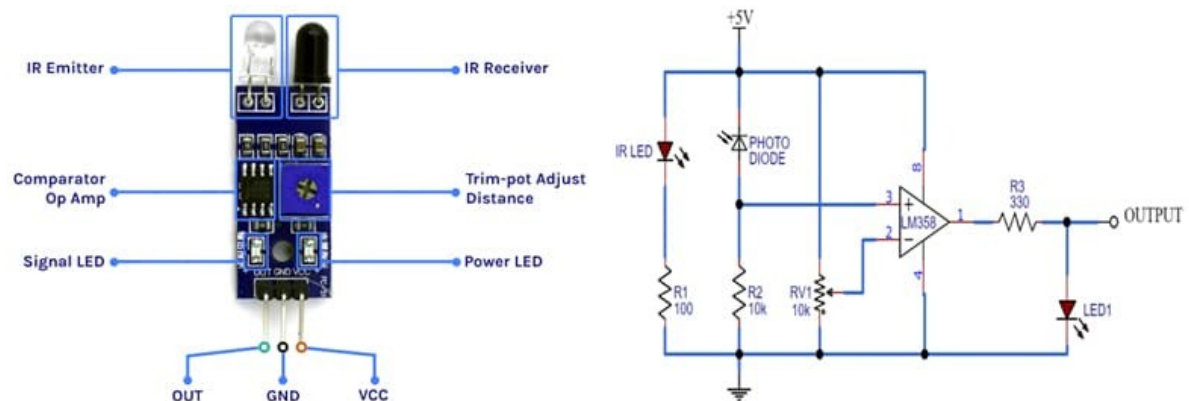 IR Emitter
IR Receiver
Comparator
Op Amp
Trim-pot Adjust
Distance
Signal LED
Power LED
OUT GND VCC
OUT
GND
VCC
+5V
IR LED
PHOTO
DIODE
8
3
+
LM358
1
2
−
4
R3
330
OUTPUT
R1
100
R2
10k
RV1
10k
LED1